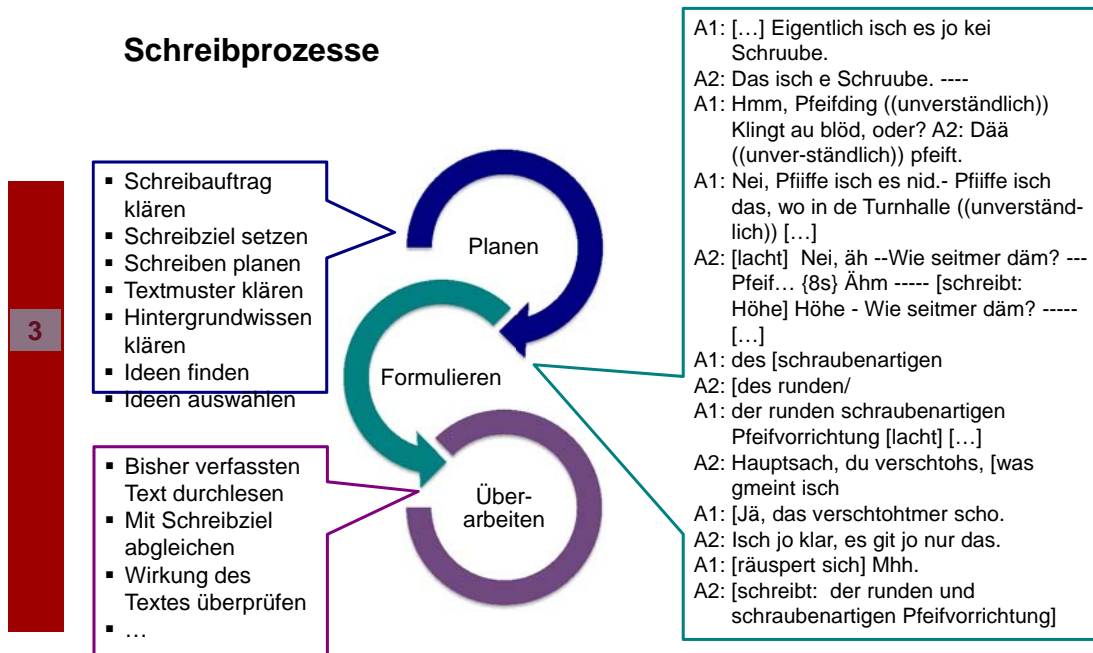 Schreibprozesse
3
▪ Schreibauftrag
klären
▪ Schreibziel setzen
▪ Schreiben planen
▪ Textmuster klären
▪ Hintergrundwissen
klären
▪ Ideen finden
▪ Ideen auswählen
▪ Bisher verfassten
Text durchlesen
▪ Mit Schreibziel
abgleichen
▪ Wirkung des
Textes überprüfen
▪ …
Planen
Formulieren
Über-
arbeiten
A1: […] Eigentlich isch es jo kei
Schruube.
A2: Das isch e Schruube. ----
A1: Hmm, Pfeifding ((unverständlich))
Klingt au blöd, oder? A2: Dää
((unver-ständlich)) pfeift.
A1: Nei, Pfiiffe isch es nid.- Pfiiffe isch
das, wo in de Turnhalle ((unverständ-
lich)) […]
A2: [lacht] Nei, äh --Wie seitmer däm? ---
Pfeif… {8s} Ähm ----- [schreibt:
Höhe] Höhe - Wie seitmer däm? -----
[…]
A1: des [schraubenartigen
A2: [des runden/
A1: der runden schraubenartigen
Pfeifvorrichtung [lacht] […]
A2: Hauptsach, du verschtohs, [was
gmeint isch
A1: [Jä, das verschtohtmer scho.
A2: Isch jo klar, es git jo nur das.
A1: [räuspert sich] Mhh.
A2: [schreibt: der runden und
schraubenartigen Pfeifvorrichtung]